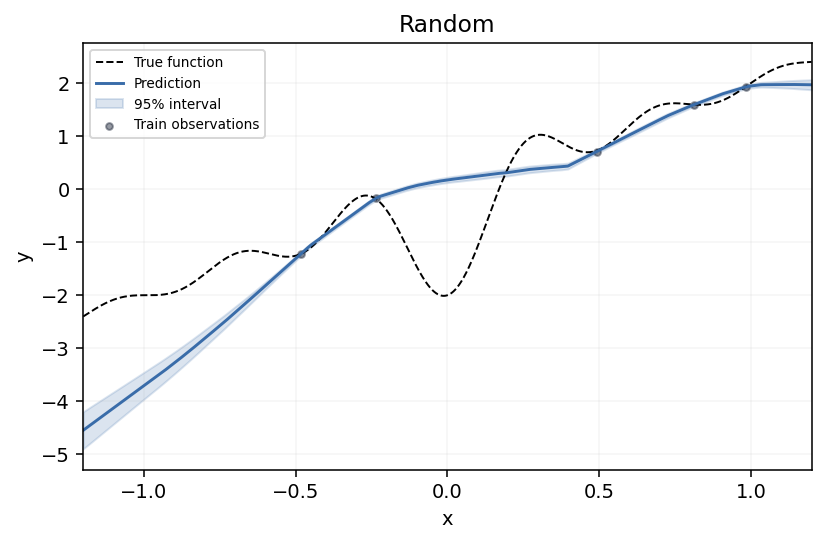 Random
True function
Prediction
95% interval
Train observations
2
1
0
−1
−2
−3
−4
−5
y
−1.0 −0.5 0.0 0.5 1.0
x